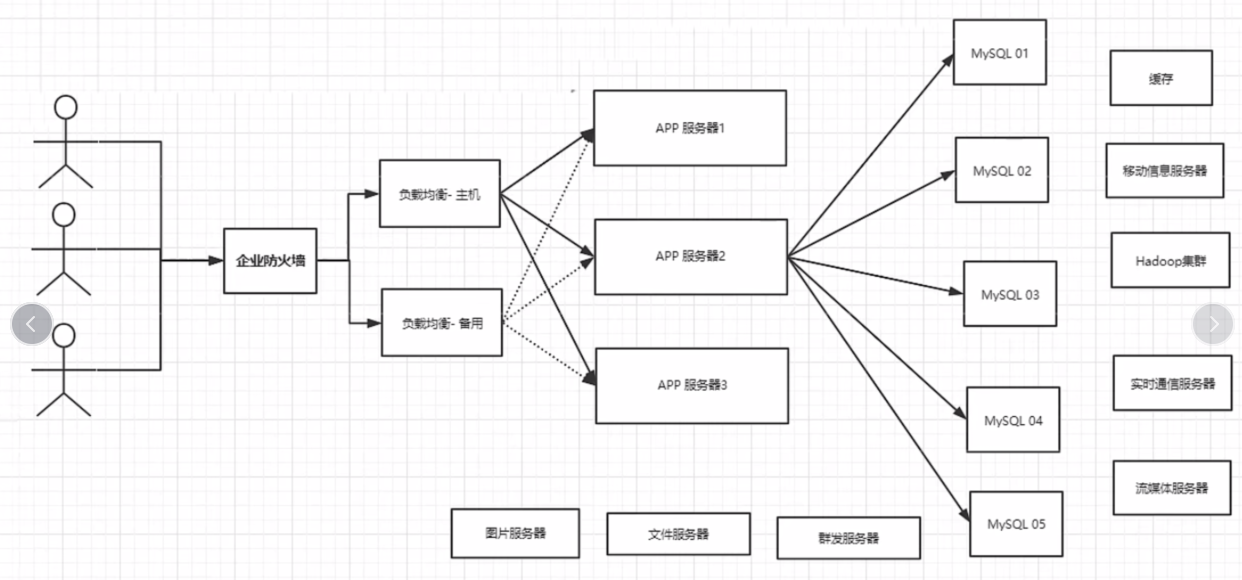 企业防火墙
负载均衡- 主机
负载均衡- 备用
APP 服务器1
APP 服务器2
APP 服务器3
MySQL 01
MySQL 02
MySQL 03
MySQL 04
MySQL 05
缓存
移动信息服务器
Hadoop集群
实时通信服务器
流媒体服务器
图片服务器
文件服务器
群发服务器